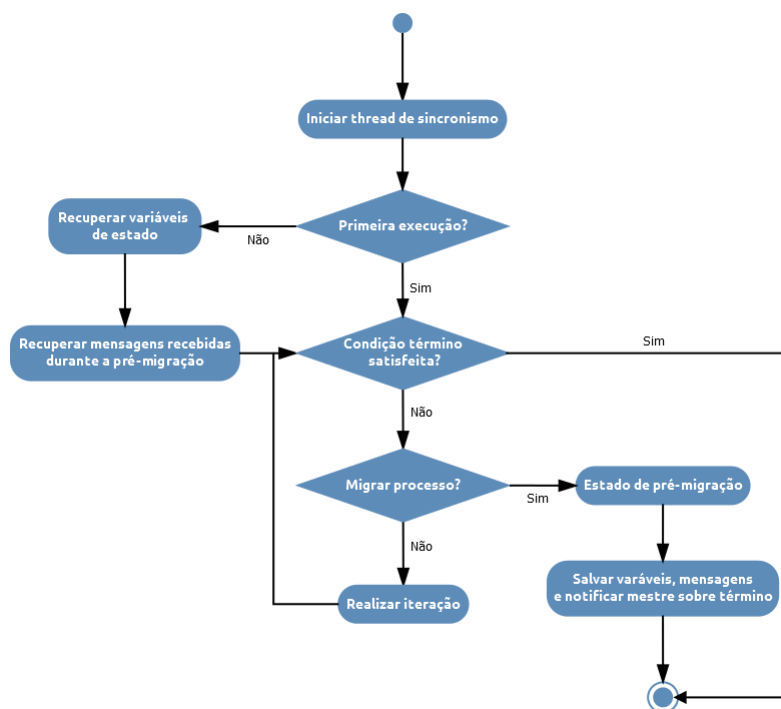 Iniciar thread de sincronismo
Primeira execução?
Não
Recuperar variáveis
de estado
Sim
Recuperar mensagens recebidas
durante a pré-migração
Condição término
satisfeita?
Sim
Não
Migrar processo?
Sim
Estado de pré-migração
Não
Realizar iteração
Salvar varáveis, mensagens
e notificar mestre sobre término